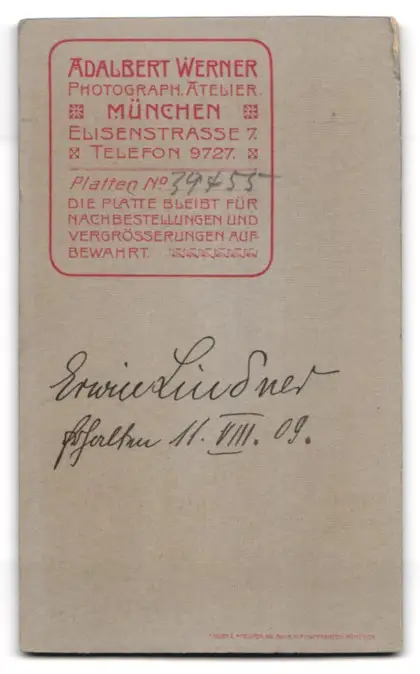 ADALBERT WERNER
PHOTOGRAPH. ATELIER.
MÜNCHEN
ELISENSTRASSE 7.
TELEFON 9727.
Platten No 39455
DIE PLATTE BLEIBT FÜR
NACHBESTELLUNGEN UND
VERGRÖSSERUNGEN AUF
BEWAHRT.
Erwin Lindner
erhalten 11. VIII. 09.